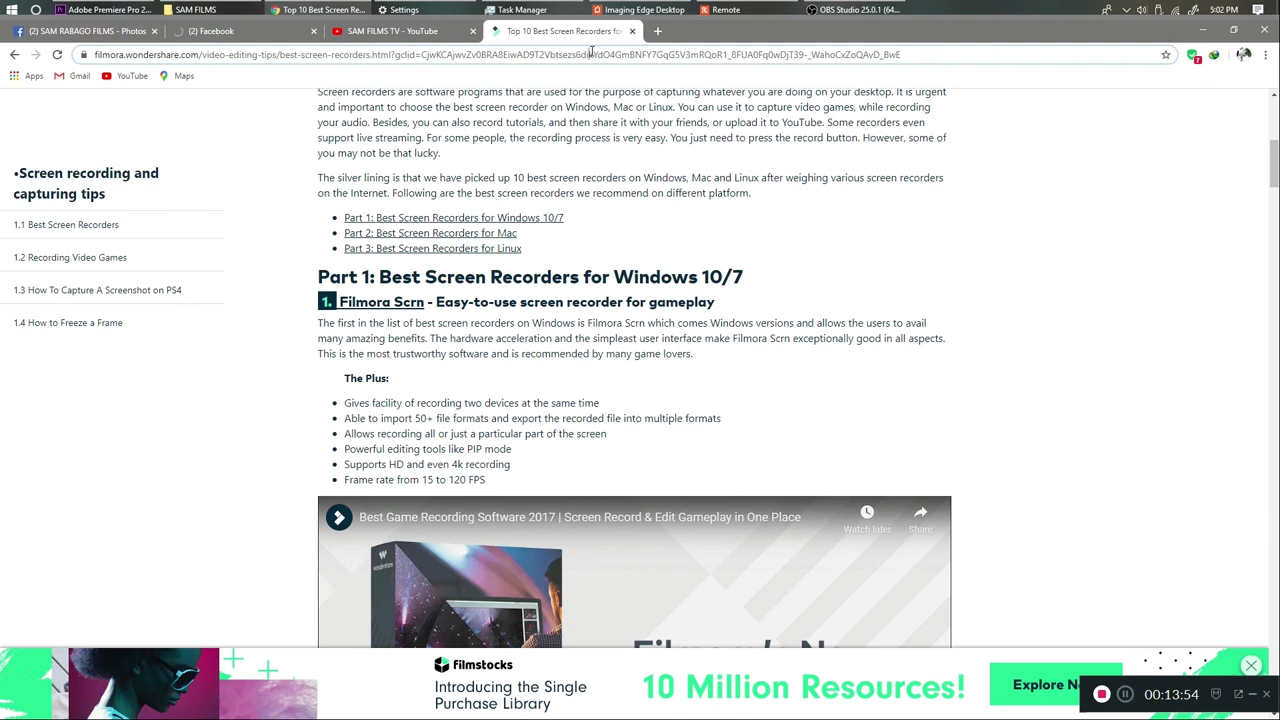 Adobe Premiere Pro 2...
SAM FILMS
Top 10 Best Screen Re...
Settings
Task Manager
Imaging Edge Desktop
Remote
OBS Studio 25.0.1 (64...
5:02 PM
(2) SAM RABAGO FILMS - Photos
(2) Facebook
SAM FILMS TV - YouTube
Top 10 Best Screen Recorders fo
Apps
Gmail
YouTube
Maps
Screen recorders are software programs that are used for the purpose of capturing whatever you are doing on your desktop. It is urgent
and important to choose the best screen recorder on Windows, Mac or Linux. You can use it to capture video games, while recording
your audio. Besides, you can also record tutorials, and then share it with your friends, or upload it to YouTube. Some recorders even
support live streaming. For some people, the recording process is very easy. You just need to press the record button. However, some of
you may not be that lucky.
The silver lining is that we have picked up 10 best screen recorders on Windows, Mac and Linux after weighing various screen recorders
on the Internet. Following are the best screen recorders we recommend on different platform.
•Screen recording and
capturing tips
1.1 Best Screen Recorders
1.2 Recording Video Games
1.3 How To Capture A Screenshot on PS4
1.4 How to Freeze a Frame
Part 1: Best Screen Recorders for Windows 10/7
Part 2: Best Screen Recorders for Mac
Part 3: Best Screen Recorders for Linux
Part 1: Best Screen Recorders for Windows 10/7
1. Filmora Scrn - Easy-to-use screen recorder for gameplay
The first in the list of best screen recorders on Windows is Filmora Scrn which comes Windows versions and allows the users to avail
many amazing benefits. The hardware acceleration and the simpleast user interface make Filmora Scrn exceptionally good in all aspects.
This is the most trustworthy software and is recommended by many game lovers.
The Plus:
Gives facility of recording two devices at the same time
Able to import 50+ file formats and export the recorded file into multiple formats
Allows recording all or just a particular part of the screen
Powerful editing tools like PIP mode
Supports HD and even 4k recording
Frame rate from 15 to 120 FPS
Best Game Recording Software 2017 | Screen Record & Edit Gameplay in One Place
Watch later
Share
wondershare
filmstocks
Introducing the Single
Purchase Library
10 Million Resources!
Explore N
00:13:54